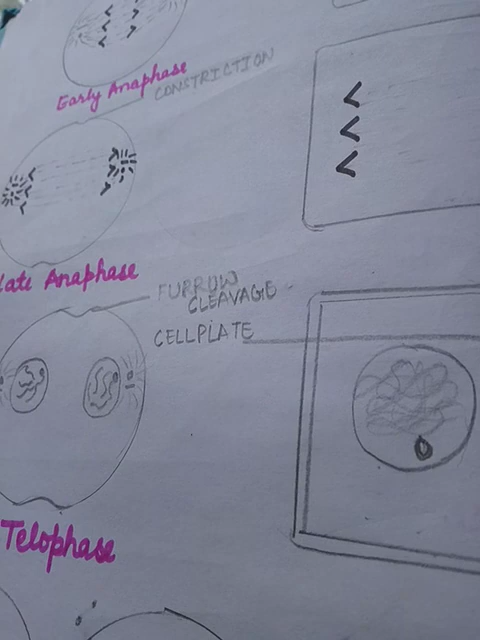 Early Anaphase
CONSTRICTION
Late Anaphase
FURROW
CLEAVAGE
CELLPLATE
Telophase